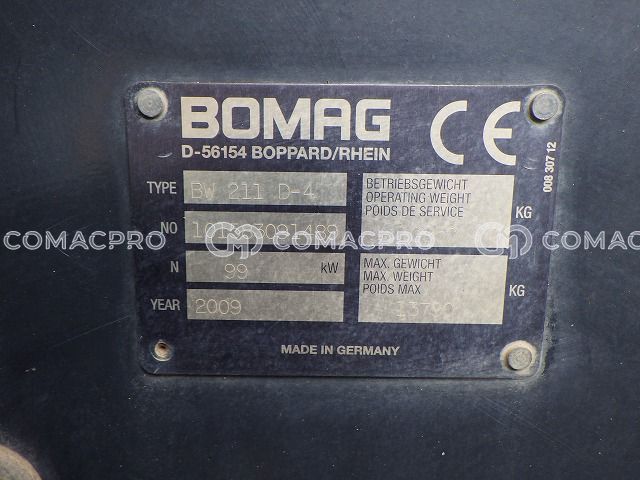 BOMAG
CE
D-56154 BOPPARD/RHEIN
008 307 12
TYPE BW 211 D-4
BETRIEBSGEWICHT
OPERATING WEIGHT
POIDS DE SERVICE
KG
NO
COMACPRO COMACPRO COMACPRO
N 99 kW
MAX. GEWICHT
MAX. WEIGHT
POIDS MAX
KG
YEAR 2009
MADE IN GERMANY